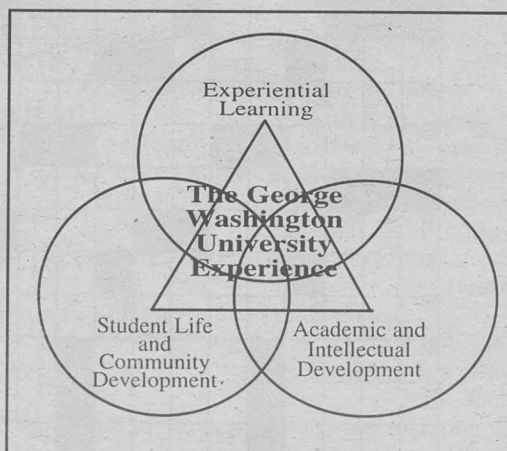 Experiential
Learning
The George
Washington
University
Experience
Student Life
and
Community
Development
Academic and
Intellectual
Development